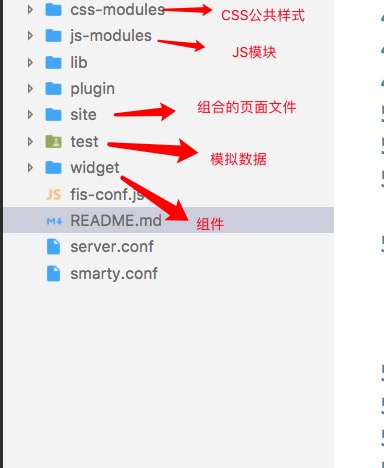 css-modules
CSS公共样式
js-modules
JS模块
lib
plugin
site
组合的页面文件
test
模拟数据
widget
JS fis-conf.js
组件
README.md
server.conf
smarty.conf